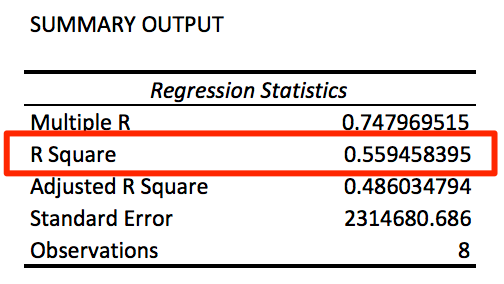 SUMMARY OUTPUT
Regression Statistics
Multiple R 0.747969515
R Square 0.559458395
Adjusted R Square 0.486034794
Standard Error 2314680.686
Observations 8